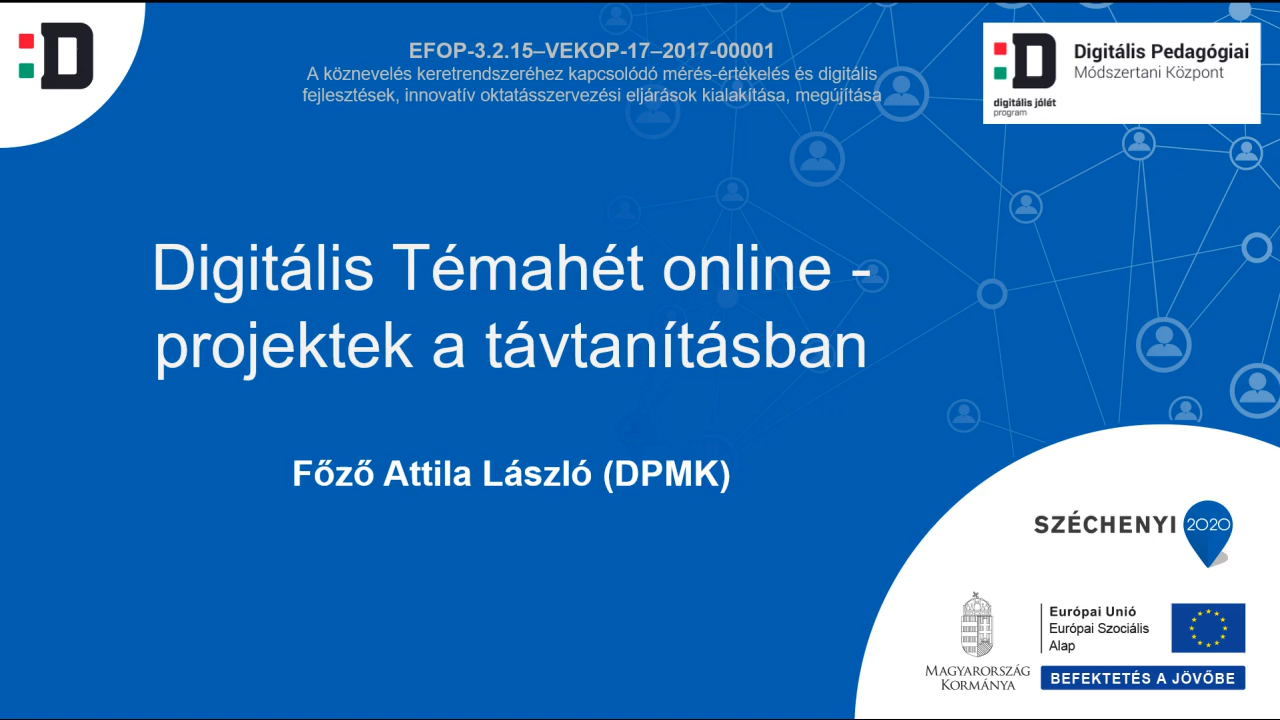 :D
EFOP-3.2.15–VEKOP-17–2017-00001
A köznevelés keretrendszeréhez kapcsolódó mérés-értékelés és digitális
fejlesztések, innovatív oktatásszervezési eljárások kialakítása, megújítása
:D
digitális jólét
program
Digitális Pedagógiai
Módszertani Központ
Digitális Témahét online -
projektek a távtanításban
Főző Attila László (DPMK)
SZÉCHENYI 2020
MAGYARORSZÁG
KORMÁNYA
Európai Unió
Európai Szociális
Alap
BEFEKTETÉS A JÖVŐBE